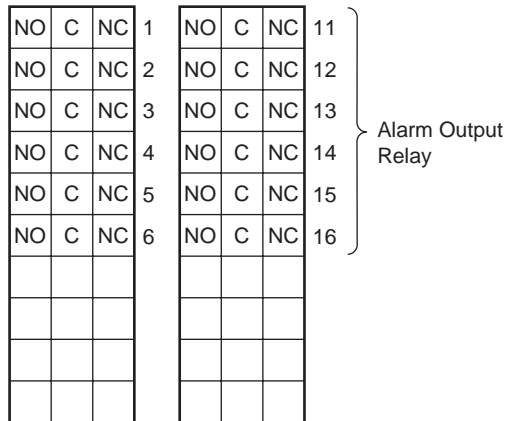 NO C NC 1 NO C NC 11
NO C NC 2 NO C NC 12
NO C NC 3 NO C NC 13
NO C NC 4 NO C NC 14
NO C NC 5 NO C NC 15
NO C NC 6 NO C NC 16
Alarm Output
Relay